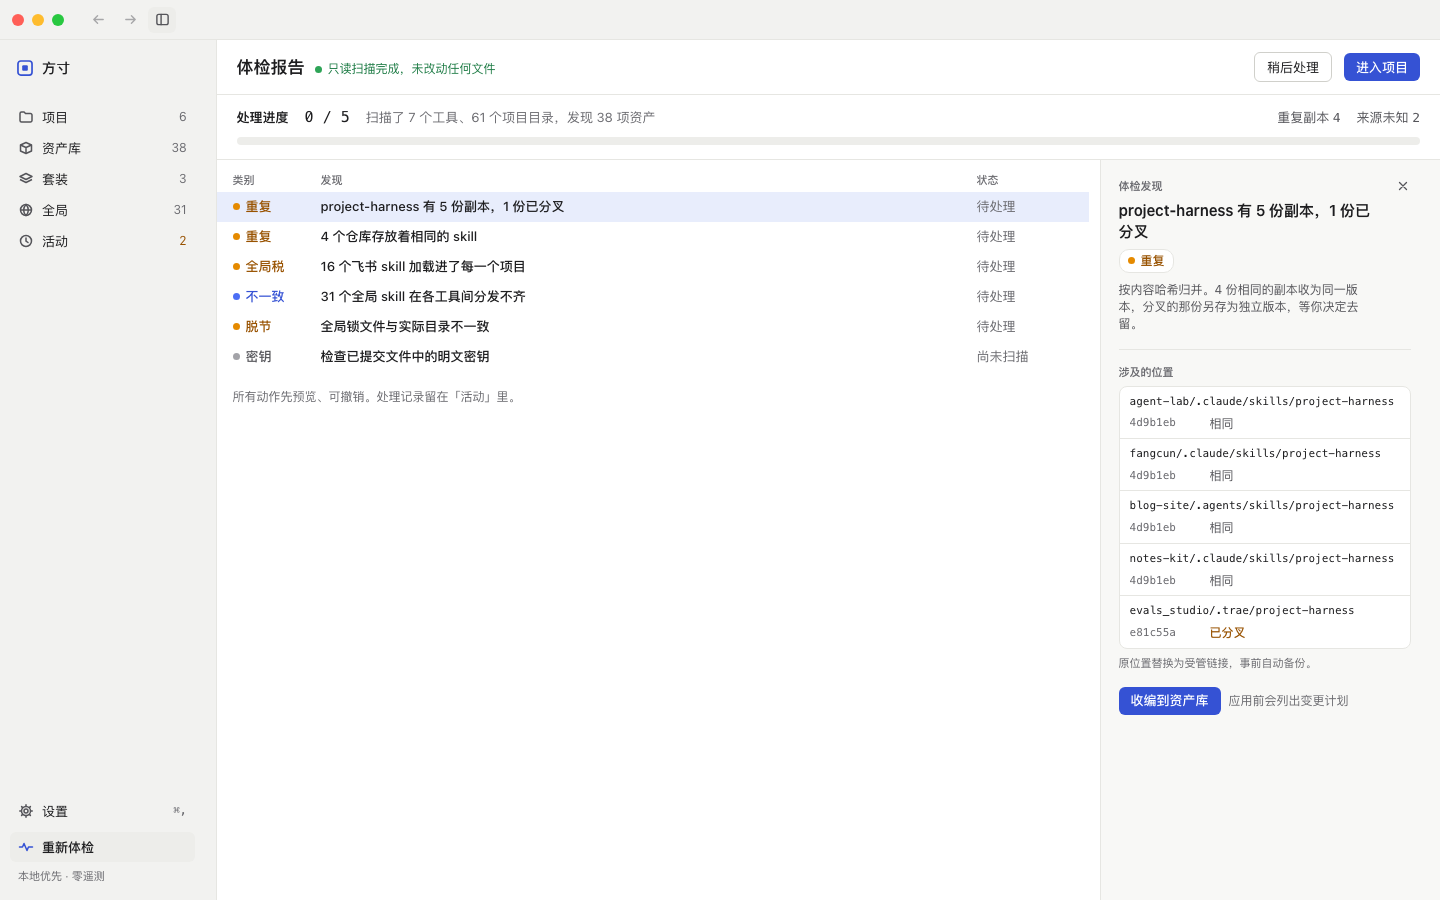 方寸
项目 6
资产库 38
套装 3
全局 31
活动 2
设置 ⌘,
重新体检
本地优先 · 零遥测
体检报告 只读扫描完成，未改动任何文件 稍后处理 进入项目
处理进度 0 / 5 扫描了 7 个工具、61 个项目目录，发现 38 项资产 重复副本 4 来源未知 2
类别 发现 状态
重复 project-harness 有 5 份副本，1 份已分叉 待处理
重复 4 个仓库存放着相同的 skill 待处理
全局税 16 个飞书 skill 加载进了每一个项目 待处理
不一致 31 个全局 skill 在各工具间分发不齐 待处理
脱节 全局锁文件与实际目录不一致 待处理
密钥 检查已提交文件中的明文密钥 尚未扫描
所有动作先预览、可撤销。处理记录留在「活动」里。
体检发现
project-harness 有 5 份副本，1 份已
分叉
重复
按内容哈希归并。4 份相同的副本收为同一版
本，分叉的那份另存为独立版本，等你决定去
留。
涉及的位置
agent-lab/.claude/skills/project-harness
4d9b1eb 相同
fangcun/.claude/skills/project-harness
4d9b1eb 相同
blog-site/.agents/skills/project-harness
4d9b1eb 相同
notes-kit/.claude/skills/project-harness
4d9b1eb 相同
evals_studio/.trae/project-harness
e81c55a 已分叉
原位置替换为受管链接，事前自动备份。
收编到资产库 应用前会列出变更计划